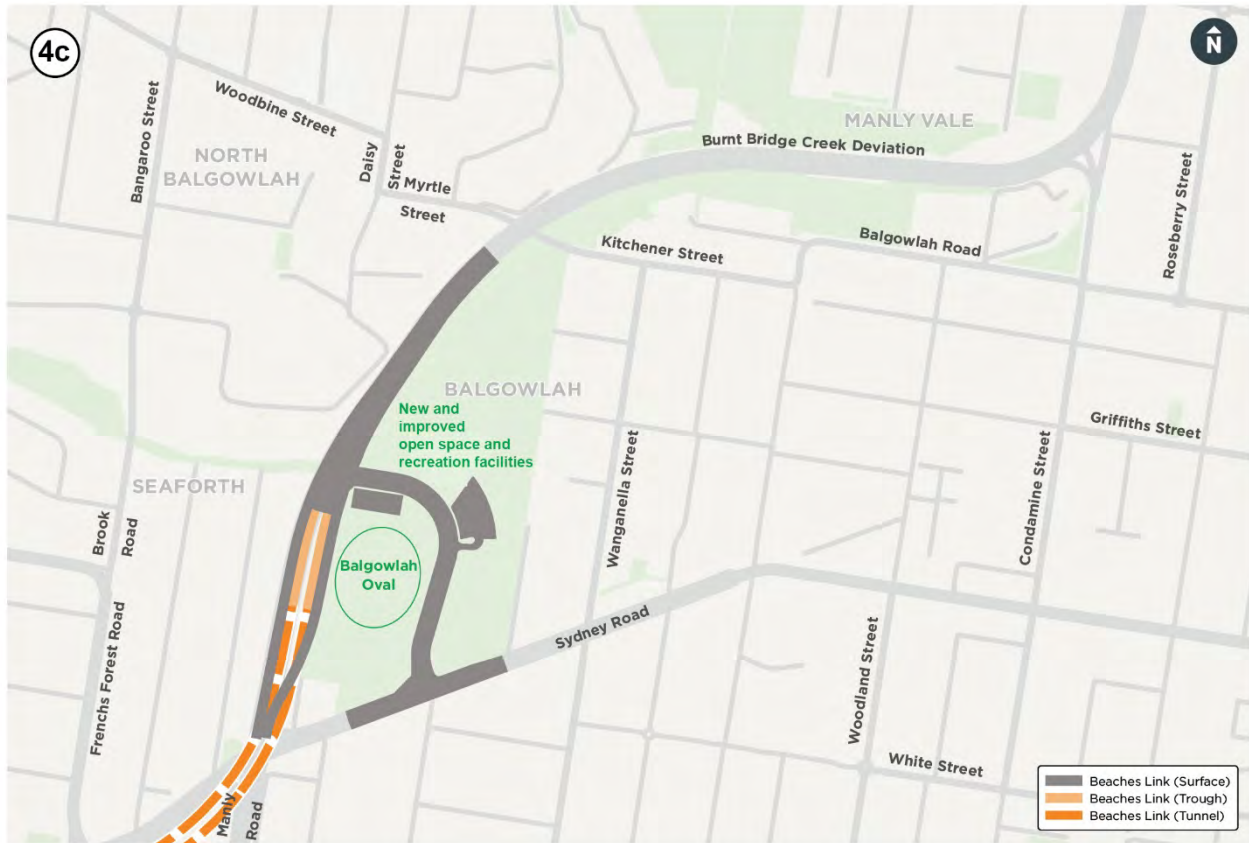 4c
N
Woodbine Street
Bangaroo Street
NORTH
BALGOWLAH
Daisy
Street
Myrtle
Street
MANLY VALE
Burnt Bridge Creek Deviation
Roseberry Street
Kitchener Street
Balgowlah Road
BALGOWLAH
New and
improved
open space and
recreation facilities
Griffiths Street
SEAFORTH
Brook
Road
Wanganella Street
Condamine Street
Balgowlah
Oval
Sydney Road
Frenchs Forest Road
Woodland Street
White Street
Manly
Road
Beaches Link (Surface)
Beaches Link (Trough)
Beaches Link (Tunnel)